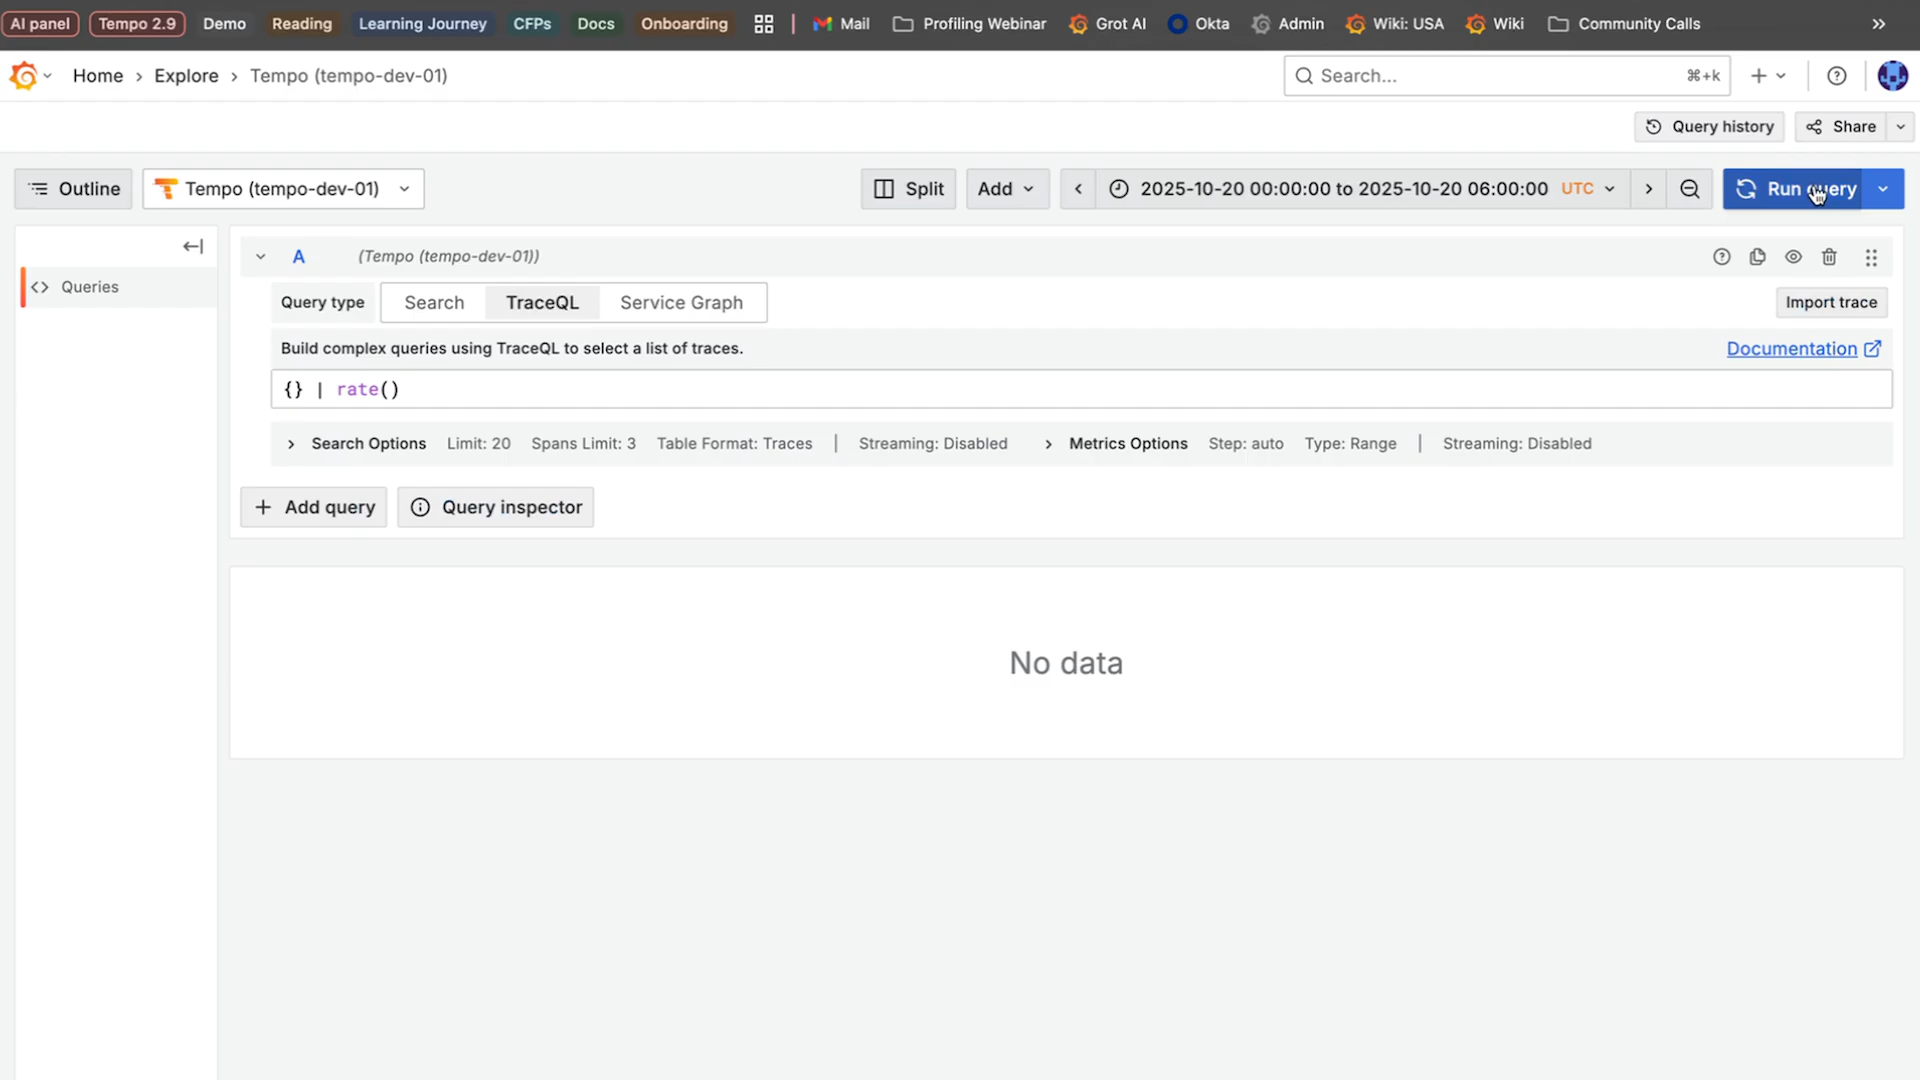 AI panel Tempo 2.9 Demo Reading Learning Journey CFPs Docs Onboarding Mail Profiling Webinar Grot AI Okta Admin Wiki: USA Wiki Community Calls »
Home › Explore › Tempo (tempo-dev-01) Search... ⌘+k
Query history Share
Outline Tempo (tempo-dev-01) Split Add 2025-10-20 00:00:00 to 2025-10-20 06:00:00 UTC Run query
A (Tempo (tempo-dev-01))
Queries
Query type Search TraceQL Service Graph Import trace
Build complex queries using TraceQL to select a list of traces. Documentation
{} | rate()
Search Options Limit: 20 Spans Limit: 3 Table Format: Traces | Streaming: Disabled Metrics Options Step: auto Type: Range | Streaming: Disabled
+ Add query Query inspector
No data